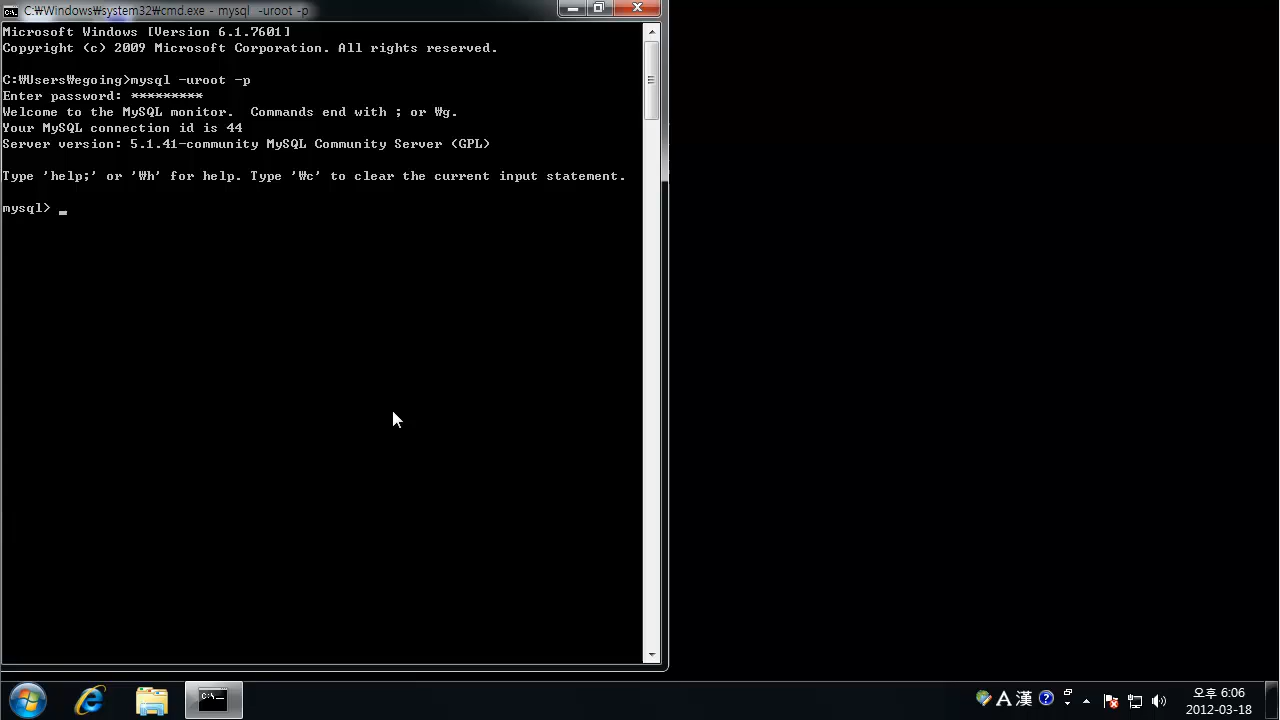 C:₩Windows₩system32₩cmd.exe - mysql  -uroot -p
Microsoft Windows [Version 6.1.7601]
Copyright (c) 2009 Microsoft Corporation. All rights reserved.
C:₩Users₩egoing>mysql -uroot -p
Enter password: *********
Welcome to the MySQL monitor.  Commands end with ; or ₩g.
Your MySQL connection id is 44
Server version: 5.1.41-community MySQL Community Server (GPL)
Type 'help;' or '₩h' for help. Type '₩c' to clear the current input statement.
mysql> _
A 漢
오후 6:06
2012-03-18